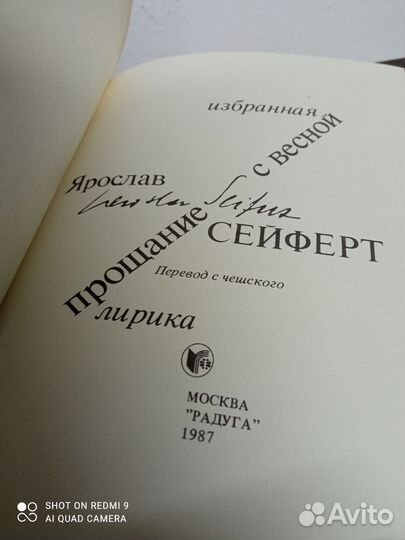 избранная
Ярослав
Seifert
СЕЙФЕРТ
прощание с весной
Перевод с чешского
лирика
МОСКВА
"РАДУГА"
1987
SHOT ON REDMI 9
AI QUAD CAMERA
Avito